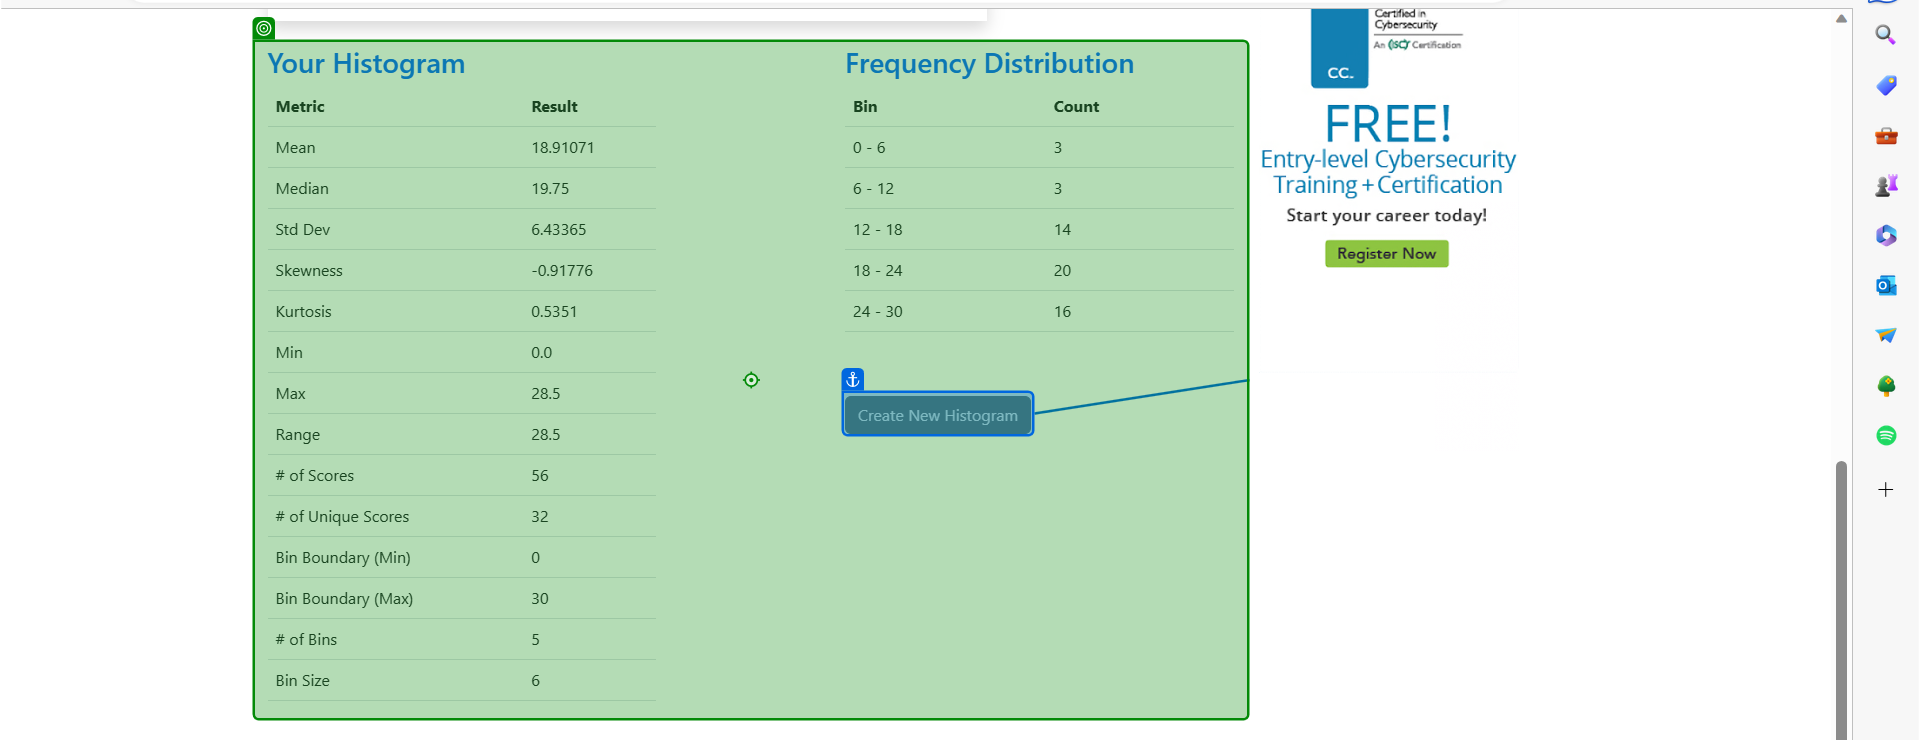 Your Histogram
Metric Result
Mean 18.91071
Median 19.75
Std Dev 6.43365
Skewness -0.91776
Kurtosis 0.5351
Min 0.0
Max 28.5
Range 28.5
# of Scores 56
# of Unique Scores 32
Bin Boundary (Min) 0
Bin Boundary (Max) 30
# of Bins 5
Bin Size 6
Frequency Distribution
Bin Count
0 - 6 3
6 - 12 3
12 - 18 14
18 - 24 20
24 - 30 16
Create New Histogram
Certified in
Cybersecurity
An (ISC)² Certification
CC.
FREE!
Entry-level Cybersecurity
Training + Certification
Start your career today!
Register Now